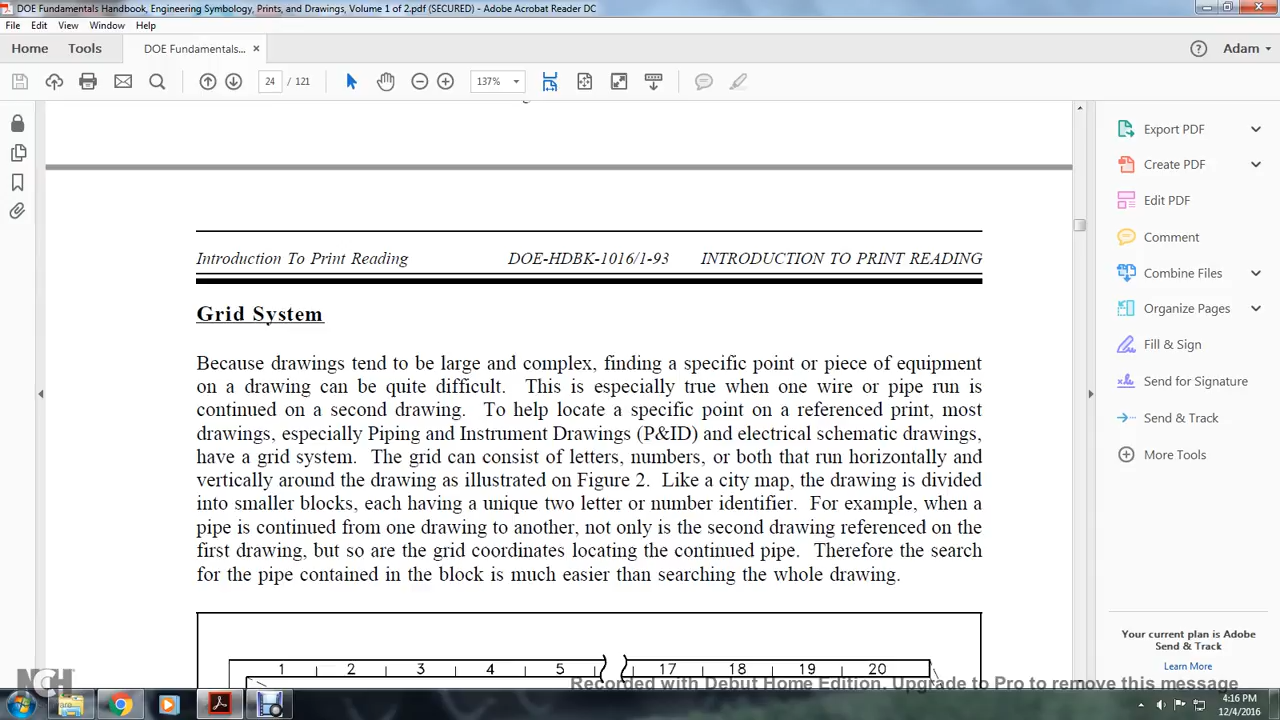 DOE Fundamentals Handbook, Engineering Symbology, Prints, and Drawings, Volume 1 of 2.pdf (SECURED) - Adobe Acrobat Reader DC
File Edit View Window Help
Home Tools DOE Fundamentals... × Adam
24 / 121 137%
Introduction To Print Reading DOE-HDBK-1016/1-93 INTRODUCTION TO PRINT READING
Grid System
Because drawings tend to be large and complex, finding a specific point or piece of equipment
on a drawing can be quite difficult. This is especially true when one wire or pipe run is
continued on a second drawing. To help locate a specific point on a referenced print, most
drawings, especially Piping and Instrument Drawings (P&ID) and electrical schematic drawings,
have a grid system. The grid can consist of letters, numbers, or both that run horizontally and
vertically around the drawing as illustrated on Figure 2. Like a city map, the drawing is divided
into smaller blocks, each having a unique two letter or number identifier. For example, when a
pipe is continued from one drawing to another, not only is the second drawing referenced on the
first drawing, but so are the grid coordinates locating the continued pipe. Therefore the search
for the pipe contained in the block is much easier than searching the whole drawing.
1 2 3 4 5 17 18 19 20
Export PDF
Create PDF
Edit PDF
Comment
Combine Files
Organize Pages
Fill & Sign
Send for Signature
Send & Track
More Tools
Your current plan is Adobe
Send & Track
Learn More
NCH
Recorded with Debut Home Edition. Upgrade to Pro to remove this message
4:16 PM
12/4/2016